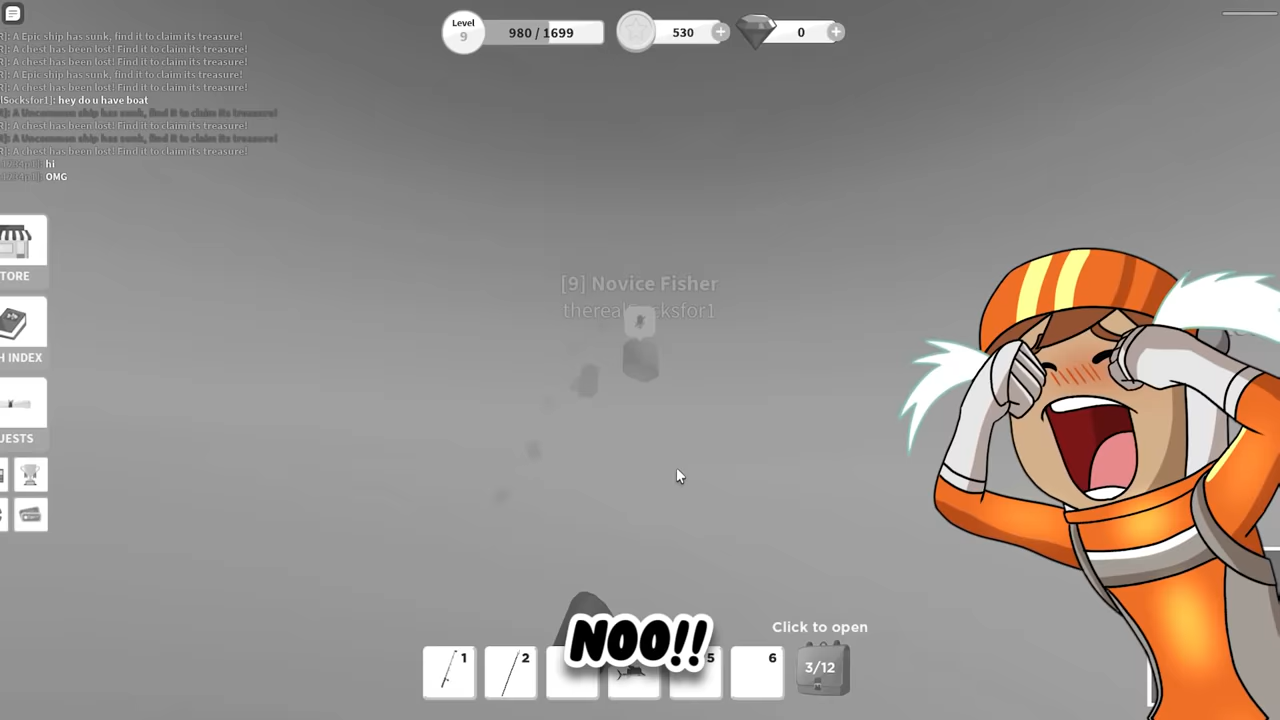 Level
9
980 / 1699
530
0
R]: A Epic ship has sunk, find it to claim its treasure!
R]: A chest has been lost! Find it to claim its treasure!
R]: A chest has been lost! Find it to claim its treasure!
R]: A Epic ship has sunk, find it to claim its treasure!
R]: A chest has been lost! Find it to claim its treasure!
lSocksfor1]: hey do u have boat
R]: A Uncommon ship has sunk, find it to claim its treasure!
R]: A chest has been lost! Find it to claim its treasure!
R]: A Uncommon ship has sunk, find it to claim its treasure!
R]: A chest has been lost! Find it to claim its treasure!
hi
OMG
TORE
H INDEX
UESTS
[9] Novice Fisher
Click to open
NOO!!
1
2
5
6
3/12